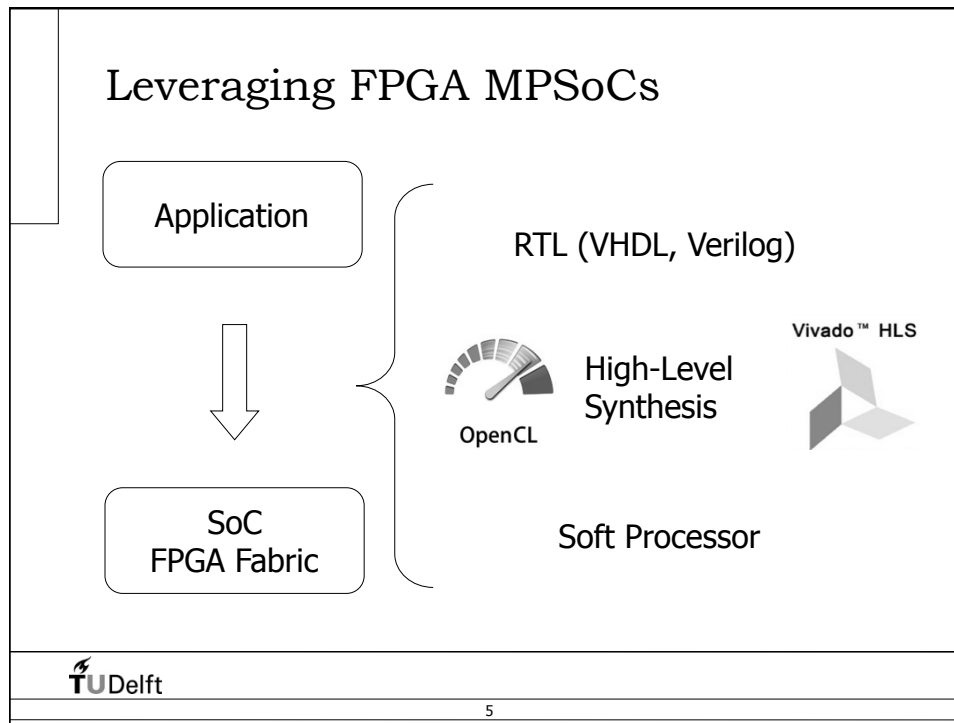 Leveraging FPGA MPSoCs
Application
RTL (VHDL, Verilog)
Vivado™ HLS
High-Level
Synthesis
OpenCL
SoC
FPGA Fabric
Soft Processor
TUDelft
5